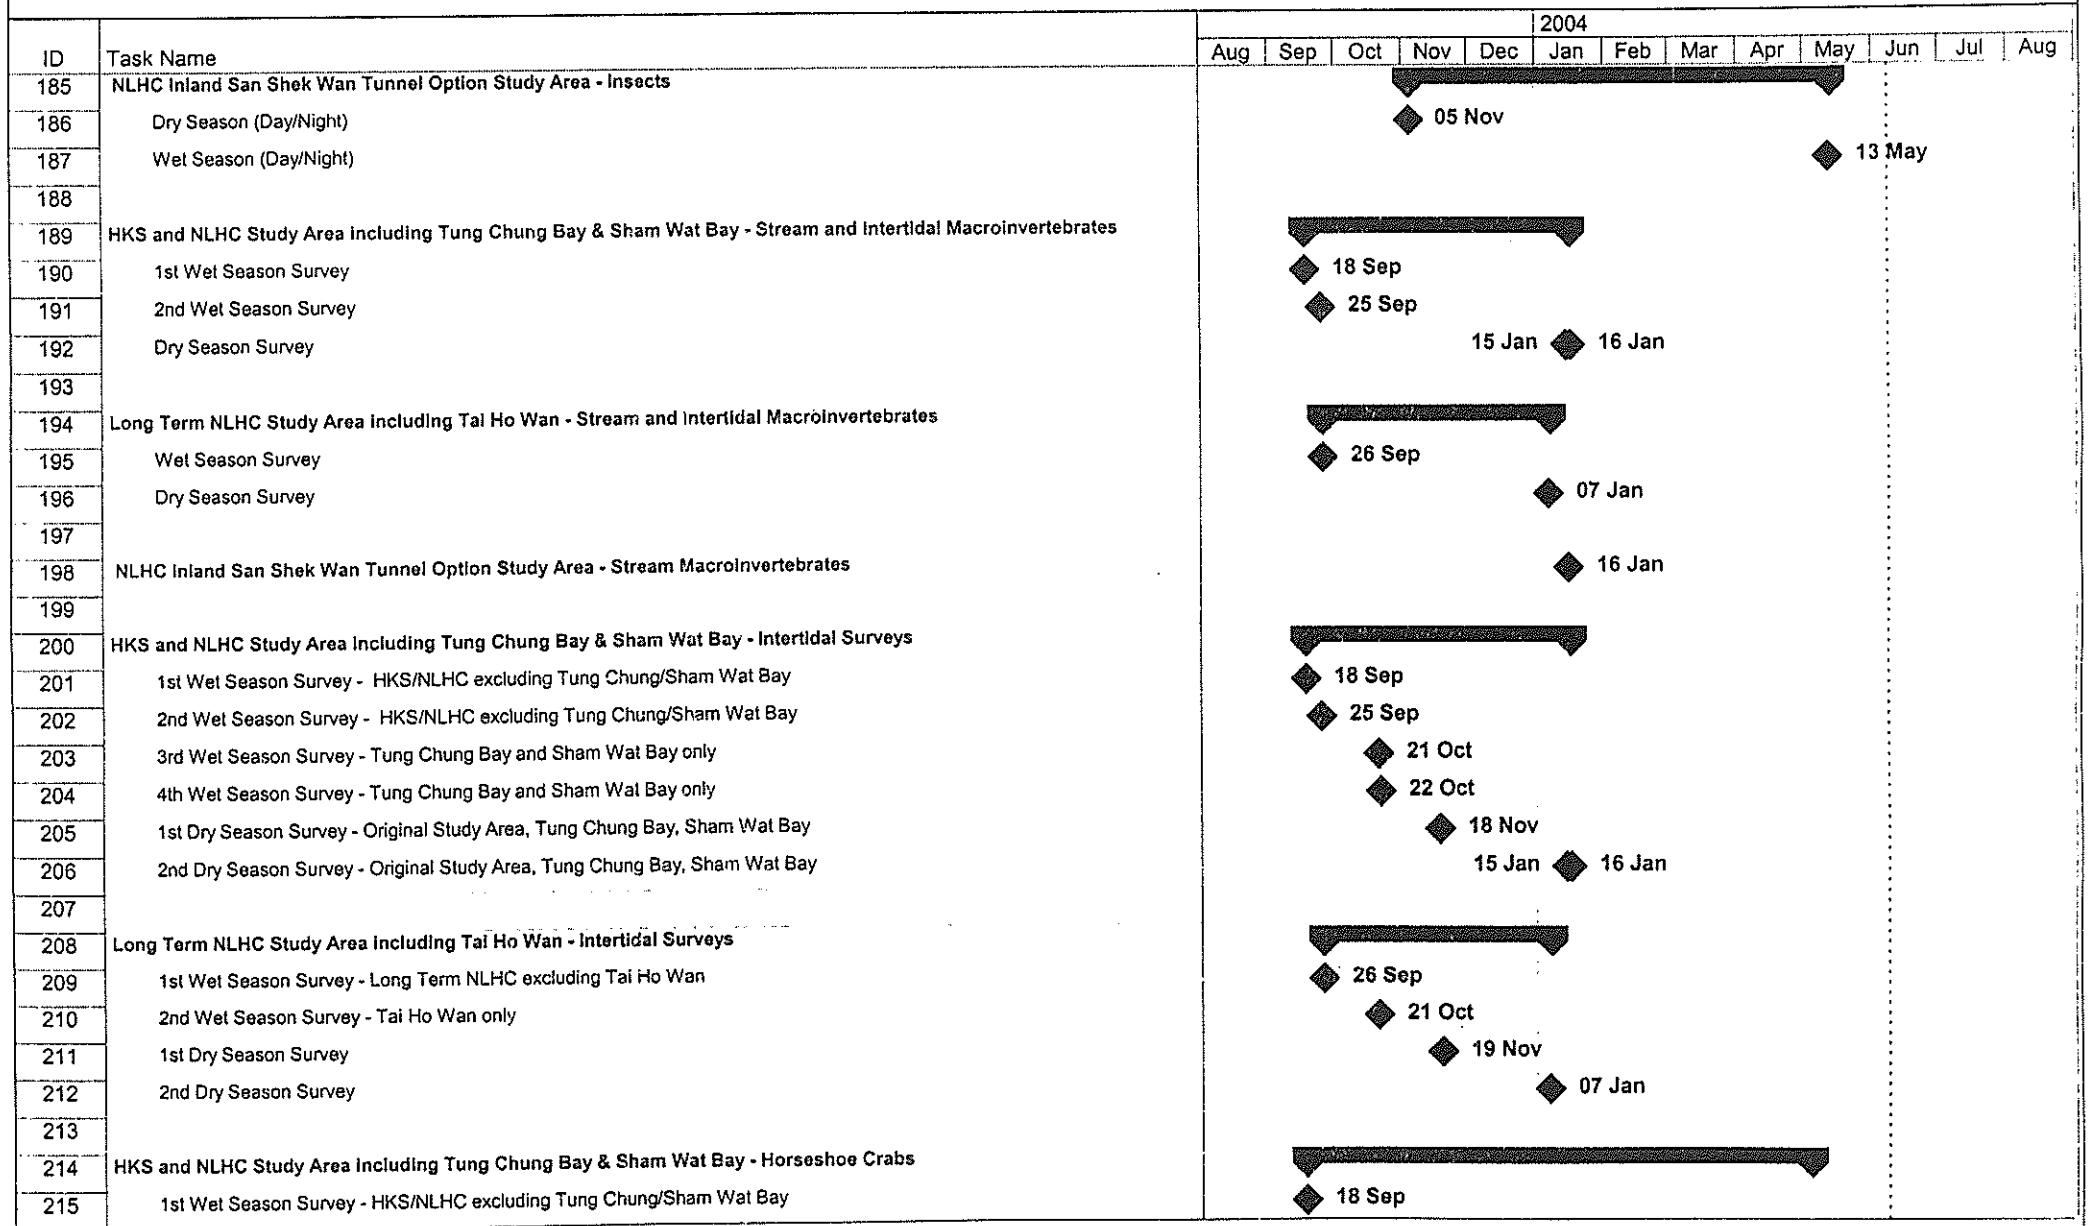 2004
ID Task Name Aug Sep Oct Nov Dec Jan Feb Mar Apr May Jun Jul Aug
185 NLHC Inland San Shek Wan Tunnel Option Study Area - Insects
186 Dry Season (Day/Night) 05 Nov
187 Wet Season (Day/Night) 13 May
188
189 HKS and NLHC Study Area including Tung Chung Bay & Sham Wat Bay - Stream and Intertidal Macroinvertebrates
190 1st Wet Season Survey 18 Sep
191 2nd Wet Season Survey 25 Sep
192 Dry Season Survey 15 Jan 16 Jan
193
194 Long Term NLHC Study Area including Tai Ho Wan - Stream and Intertidal Macroinvertebrates
195 Wet Season Survey 26 Sep
196 Dry Season Survey 07 Jan
197
198 NLHC Inland San Shek Wan Tunnel Option Study Area - Stream Macroinvertebrates 16 Jan
199
200 HKS and NLHC Study Area including Tung Chung Bay & Sham Wat Bay - Intertidal Surveys
201 1st Wet Season Survey - HKS/NLHC excluding Tung Chung/Sham Wat Bay 18 Sep
202 2nd Wet Season Survey - HKS/NLHC excluding Tung Chung/Sham Wat Bay 25 Sep
203 3rd Wet Season Survey - Tung Chung Bay and Sham Wat Bay only 21 Oct
204 4th Wet Season Survey - Tung Chung Bay and Sham Wat Bay only 22 Oct
205 1st Dry Season Survey - Original Study Area, Tung Chung Bay, Sham Wat Bay 18 Nov
206 2nd Dry Season Survey - Original Study Area, Tung Chung Bay, Sham Wat Bay 15 Jan 16 Jan
207
208 Long Term NLHC Study Area including Tai Ho Wan - Intertidal Surveys
209 1st Wet Season Survey - Long Term NLHC excluding Tai Ho Wan 26 Sep
210 2nd Wet Season Survey - Tai Ho Wan only 21 Oct
211 1st Dry Season Survey 19 Nov
212 2nd Dry Season Survey 07 Jan
213
214 HKS and NLHC Study Area including Tung Chung Bay & Sham Wat Bay - Horseshoe Crabs
215 1st Wet Season Survey - HKS/NLHC excluding Tung Chung/Sham Wat Bay 18 Sep